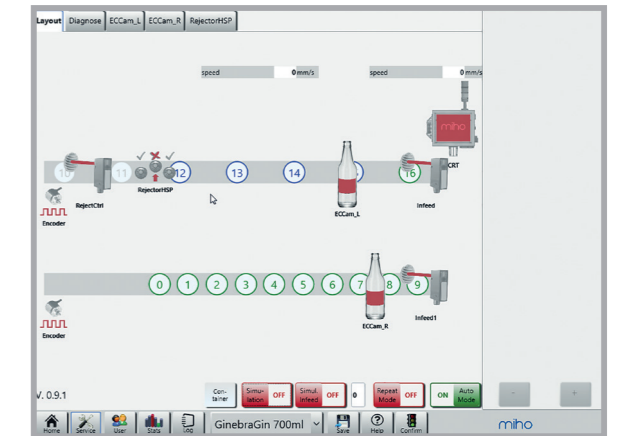 Layout Diagnose ECCam_L ECCam_R RejectorHSP
speed 0 mm/s speed 0 mm/s
miho
CRT
10 11 12 13 14 16
RejectorHSP
RejectCtrl ECCam_L Infeed
Encoder
0 1 2 3 4 5 6 7 8 9
ECCam_R Infeed1
Encoder
V. 0.9.1
Con-
tainer
Simu-
lation OFF
Simul.
Infeed OFF 0
Repeat
Mode OFF
ON Auto
Mode
- +
Home Service User Stats Log GinebraGin 700ml Save Help Confirm miho